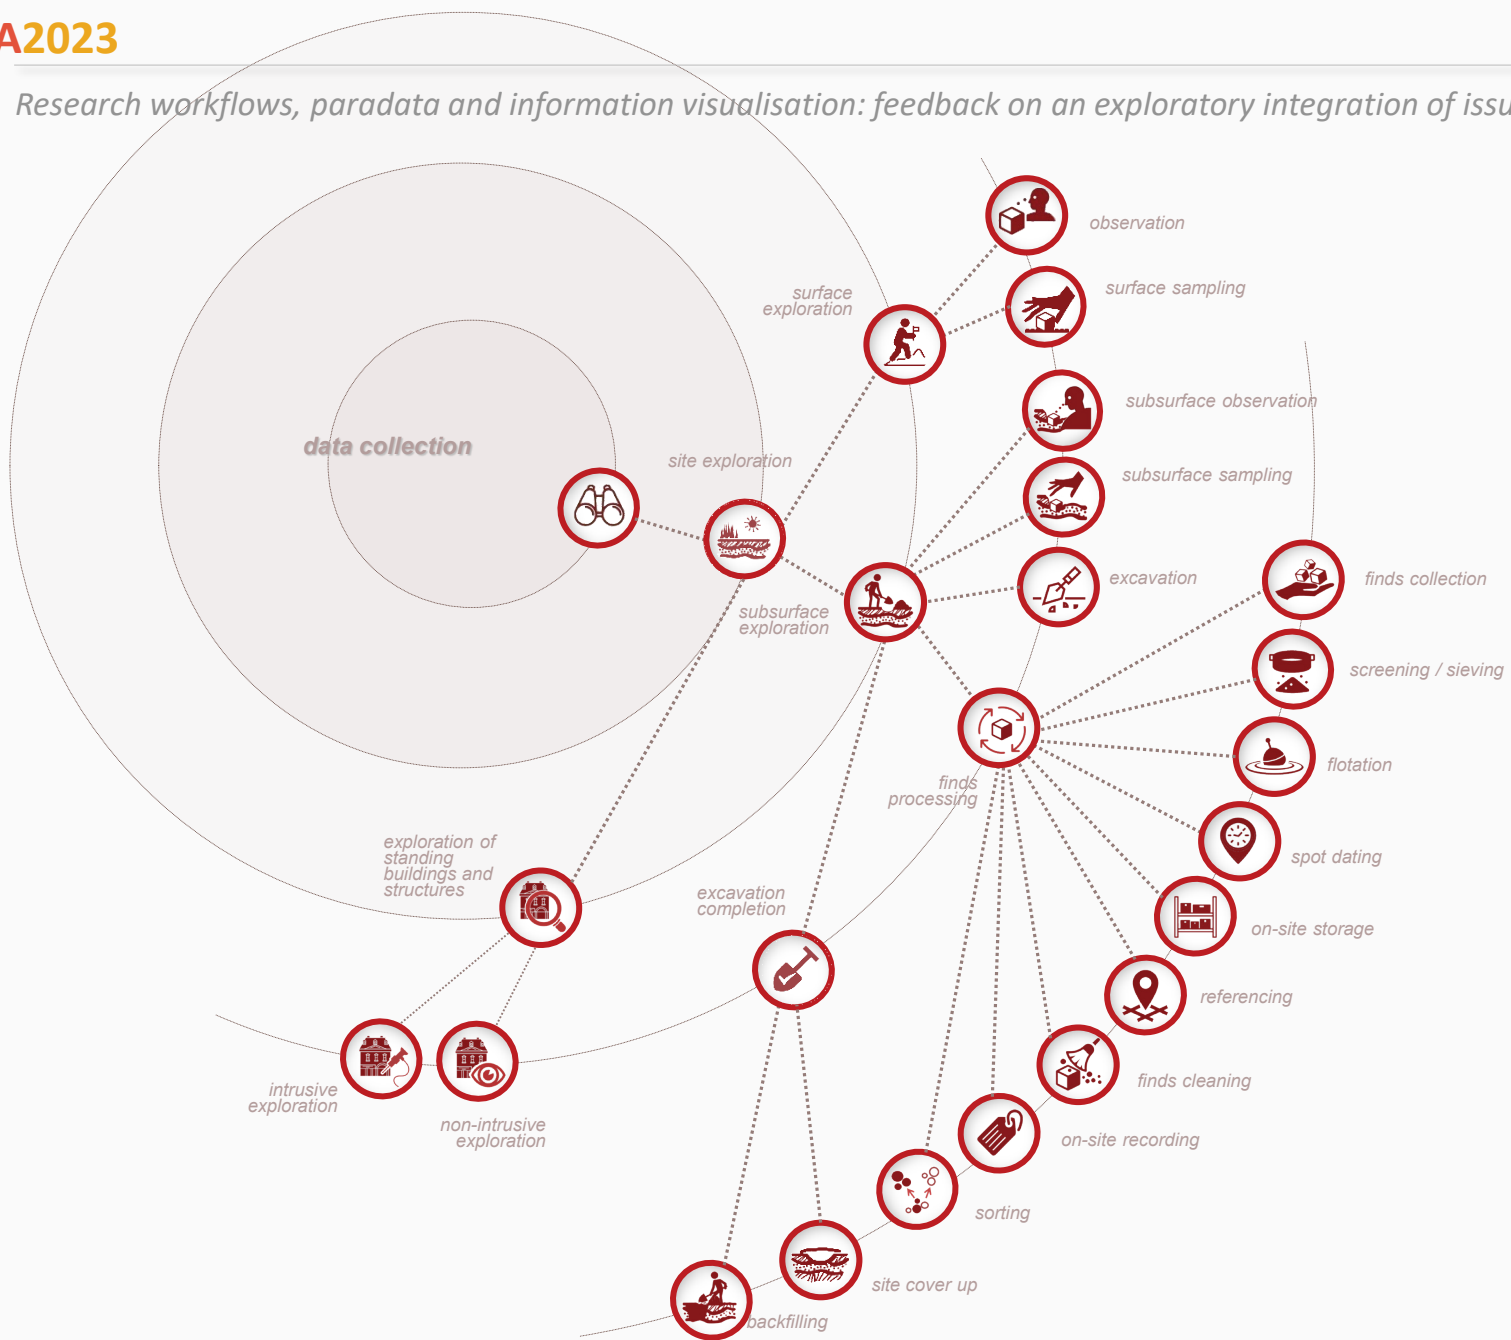 A2023
Research workflows, paradata and information visualisation: feedback on an exploratory integration of issu
observation
surface sampling
surface
exploration
subsurface observation
data collection
site exploration
subsurface sampling
excavation
finds collection
subsurface
exploration
screening / sieving
flotation
finds
processing
exploration of
standing
buildings and
structures
spot dating
excavation
completion
on-site storage
referencing
finds cleaning
intrusive
exploration
non-intrusive
exploration
on-site recording
sorting
site cover up
backfilling